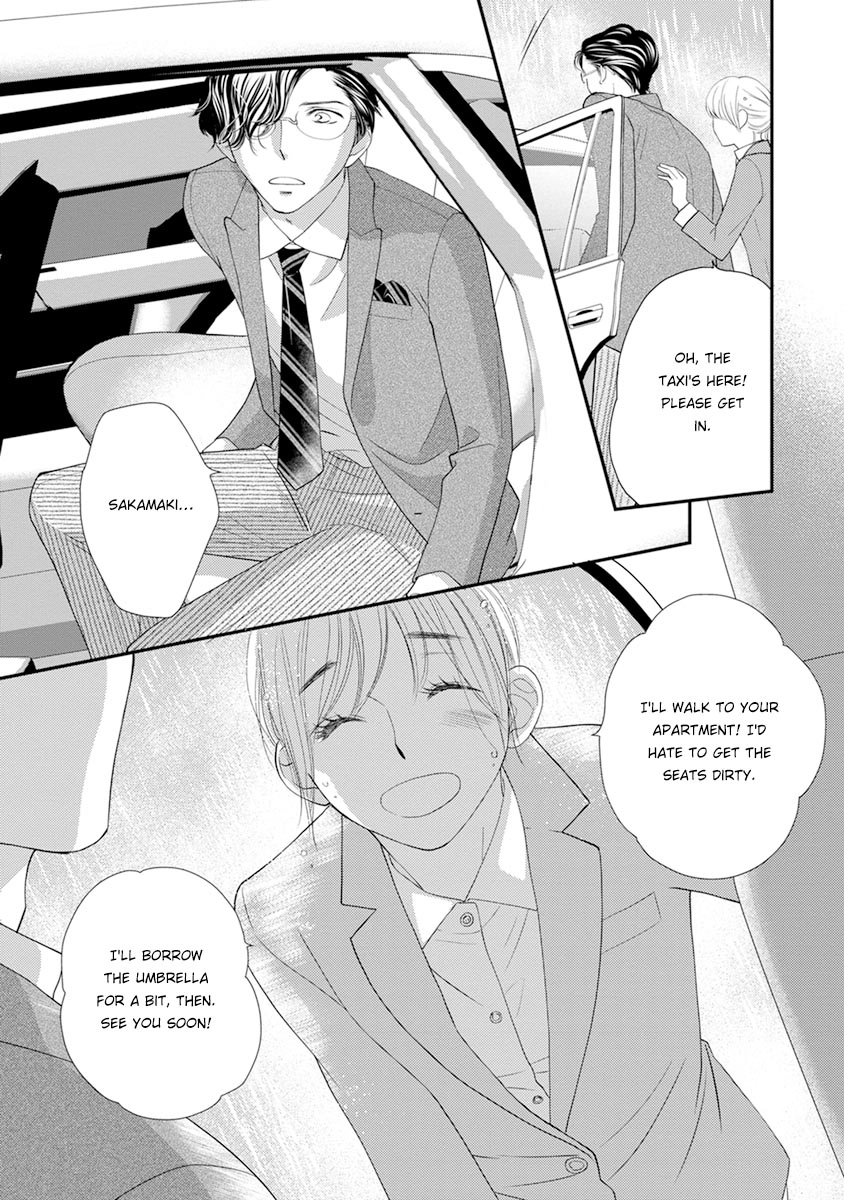 OH, THE
TAXI'S HERE!
PLEASE GET
IN.
SAKAMAKI...
I'LL WALK TO YOUR
APARTMENT! I'D
HATE TO GET THE
SEATS DIRTY.
I'LL BORROW
THE UMBRELLA
FOR A BIT, THEN.
SEE YOU SOON!